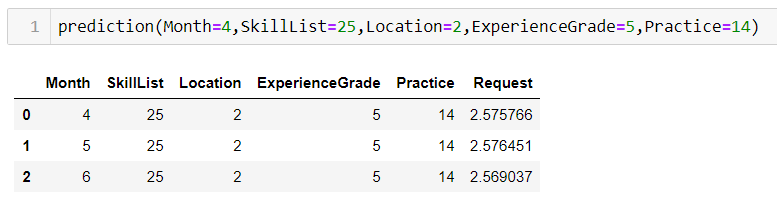 1 prediction(Month=4,SkillList=25,Location=2,ExperienceGrade=5,Practice=14)
Month SkillList Location ExperienceGrade Practice Request
0 4 25 2 5 14 2.575766
1 5 25 2 5 14 2.576451
2 6 25 2 5 14 2.569037